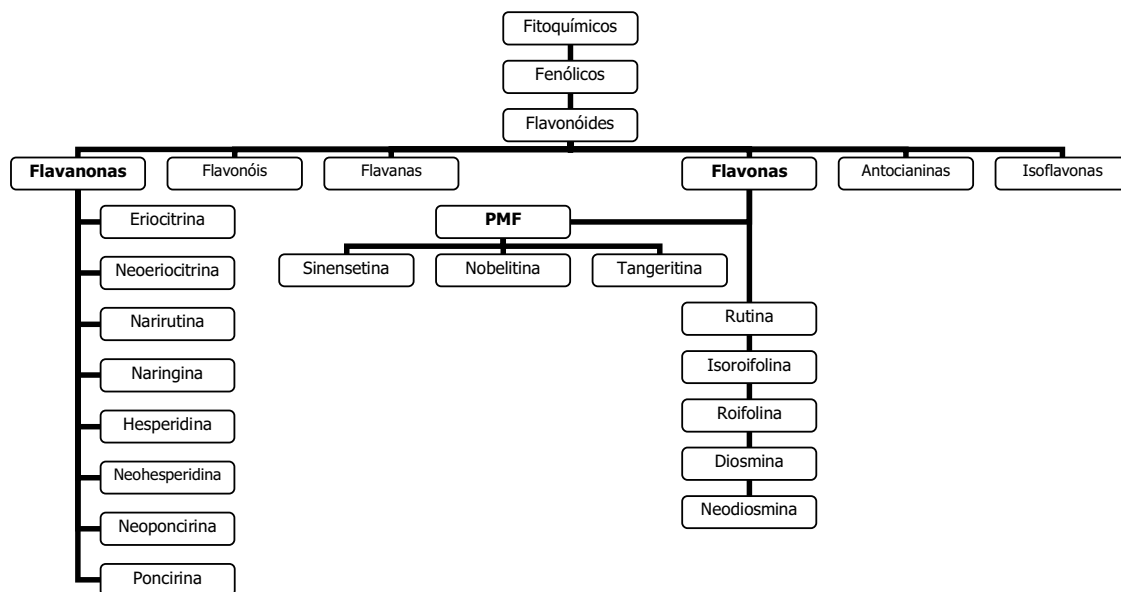 Fitoquímicos
Fenólicos
Flavonóides
Flavanonas
Flavonóis
Flavanas
Flavonas
Antocianinas
Isoflavonas
Eriocitrina
Neoeriocitrina
Narirutina
Naringina
Hesperidina
Neohesperidina
Neoponcirina
Poncirina
PMF
Sinensetina
Nobelitina
Tangeritina
Rutina
Isoroifolina
Roifolina
Diosmina
Neodiosmina